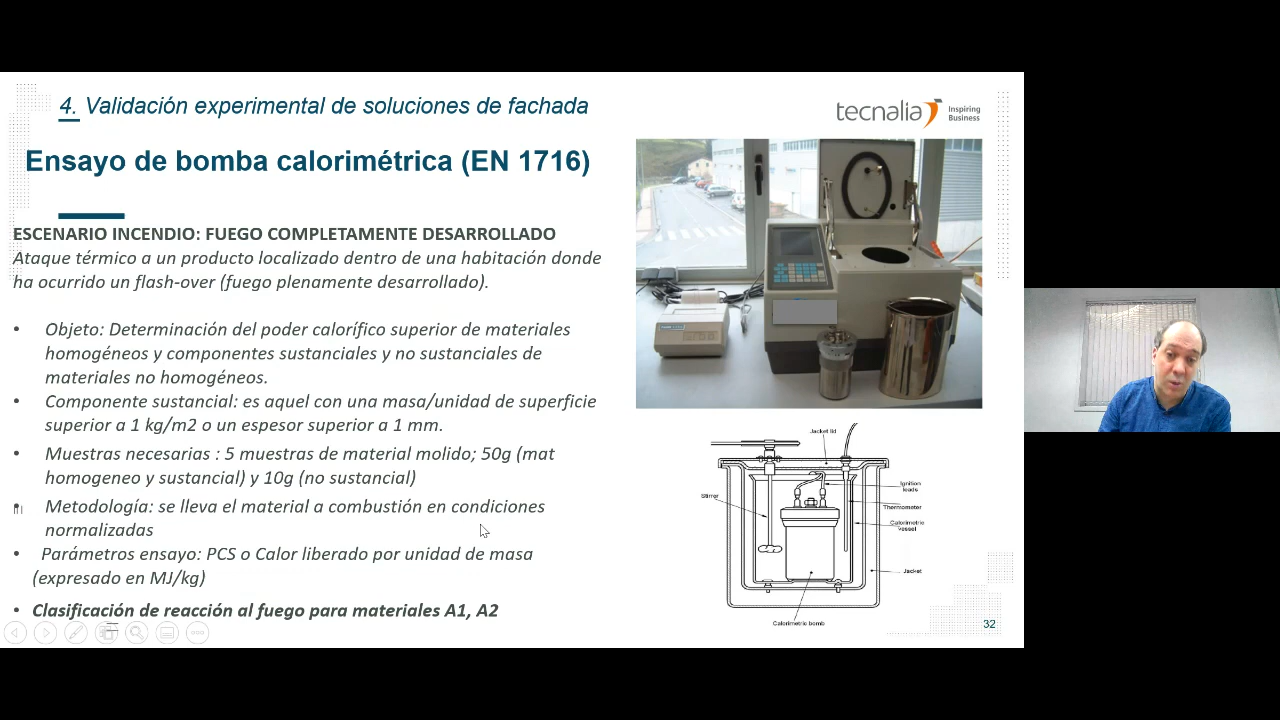 4. Validación experimental de soluciones de fachada
tecnalia Inspiring
Business
Ensayo de bomba calorimétrica (EN 1716)
ESCENARIO INCENDIO: FUEGO COMPLETAMENTE DESARROLLADO
Ataque térmico a un producto localizado dentro de una habitación donde
ha ocurrido un flash-over (fuego plenamente desarrollado).
• Objeto: Determinación del poder calorífico superior de materiales
homogéneos y componentes sustanciales y no sustanciales de
materiales no homogéneos.
• Componente sustancial: es aquel con una masa/unidad de superficie
superior a 1 kg/m2 o un espesor superior a 1 mm.
• Muestras necesarias : 5 muestras de material molido; 50g (mat
homogeneo y sustancial) y 10g (no sustancial)
• Metodología: se lleva el material a combustión en condiciones
normalizadas
• Parámetros ensayo: PCS o Calor liberado por unidad de masa
(expresado en MJ/kg)
• Clasificación de reacción al fuego para materiales A1, A2
Jacket lid
Ignition
leads
Stirrer
Thermometer
Calorimetric
vessel
Jacket
Calorimetric bomb
32